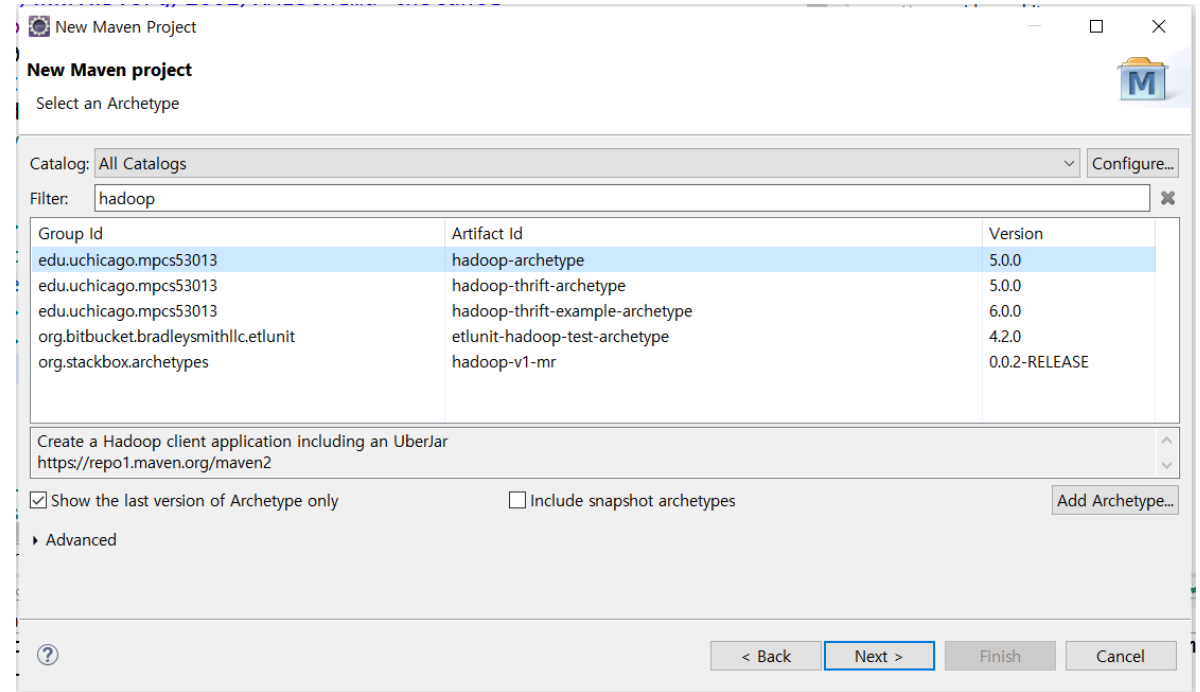 New Maven Project
New Maven project
Select an Archetype
Catalog: All Catalogs Configure...
Filter: hadoop
Group Id Artifact Id Version
edu.uchicago.mpcs53013 hadoop-archetype 5.0.0
edu.uchicago.mpcs53013 hadoop-thrift-archetype 5.0.0
edu.uchicago.mpcs53013 hadoop-thrift-example-archetype 6.0.0
org.bitbucket.bradleysmithllc.etlunit etlunit-hadoop-test-archetype 4.2.0
org.stackbox.archetypes hadoop-v1-mr 0.0.2-RELEASE
Create a Hadoop client application including an UberJar
https://repo1.maven.org/maven2
Show the last version of Archetype only Include snapshot archetypes Add Archetype...
Advanced
< Back Next > Finish Cancel